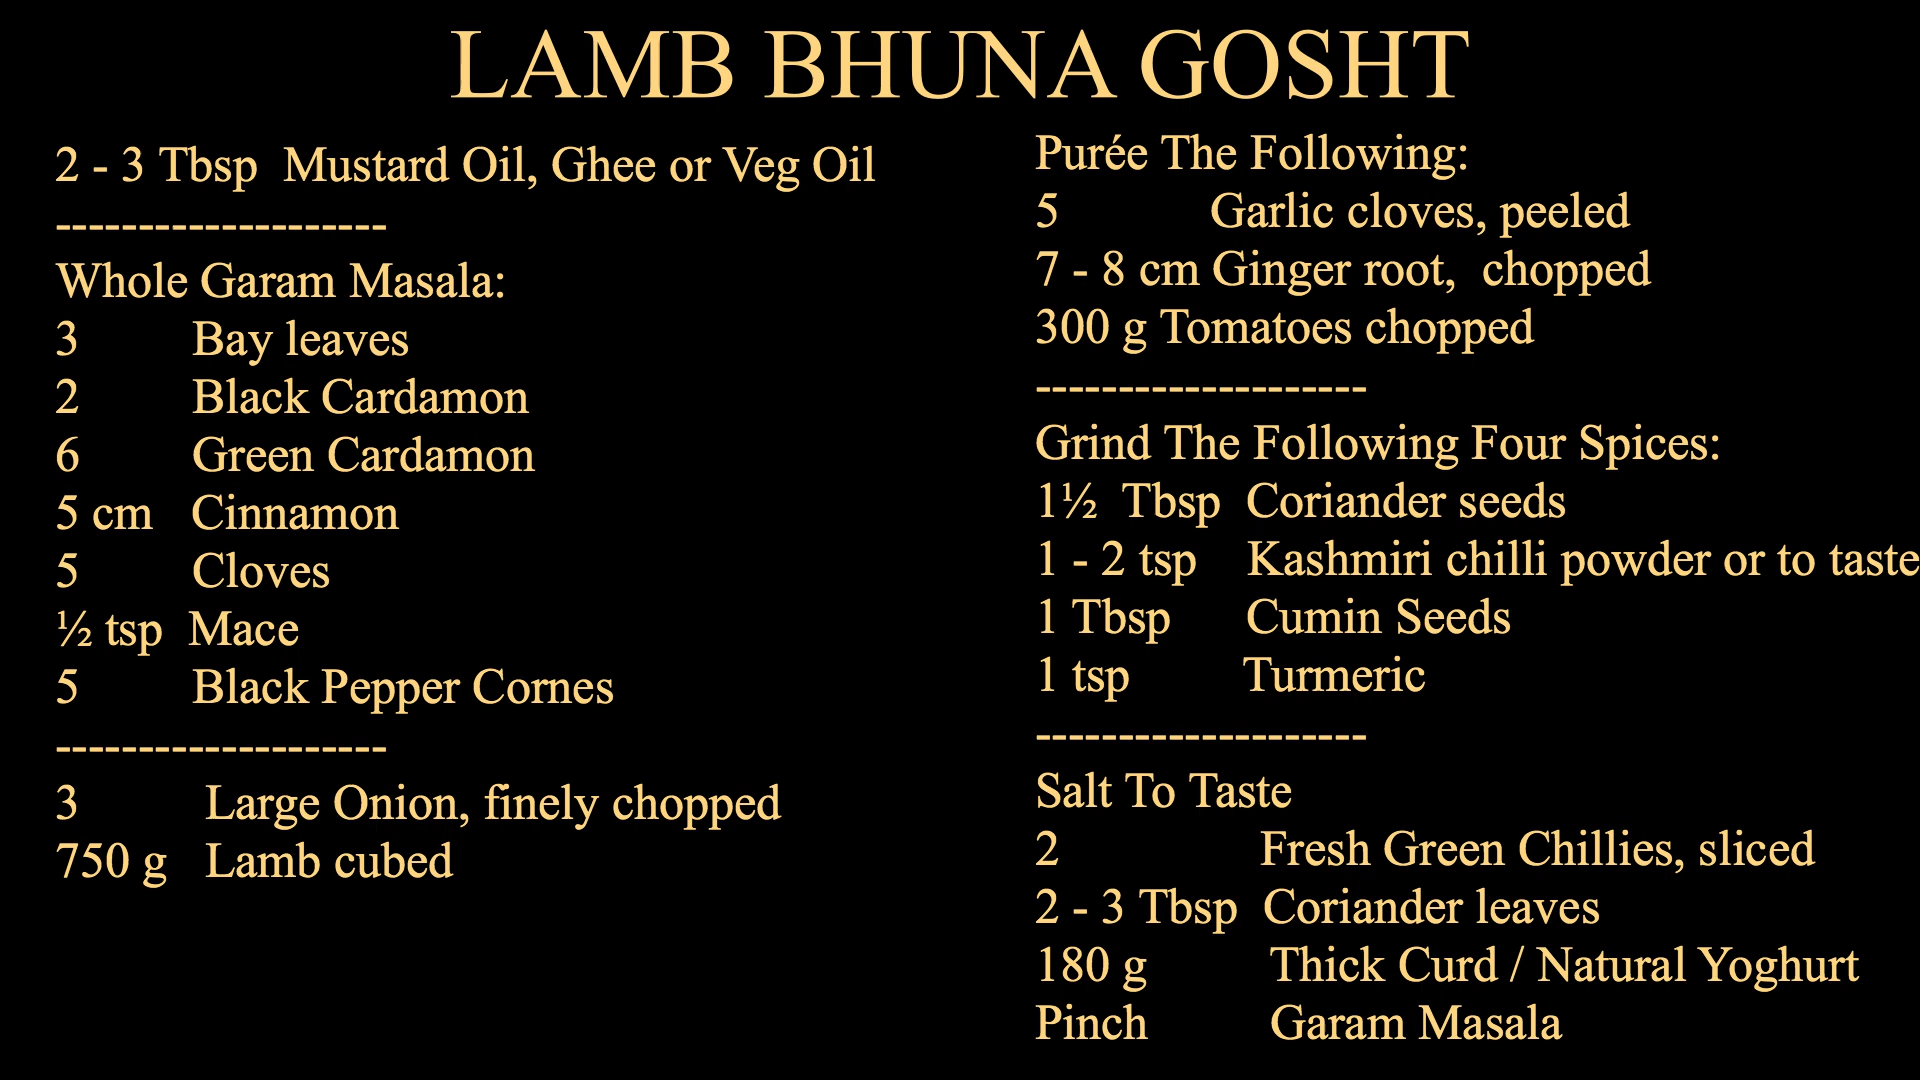 LAMB BHUNA GOSHT
2 - 3 Tbsp Mustard Oil, Ghee or Veg Oil
--------------------
Whole Garam Masala:
3 Bay leaves
2 Black Cardamon
6 Green Cardamon
5 cm Cinnamon
5 Cloves
½ tsp Mace
5 Black Pepper Cornes
--------------------
3 Large Onion, finely chopped
750 g Lamb cubed
Purée The Following:
5 Garlic cloves, peeled
7 - 8 cm Ginger root, chopped
300 g Tomatoes chopped
--------------------
Grind The Following Four Spices:
1½ Tbsp Coriander seeds
1 - 2 tsp Kashmiri chilli powder or to taste
1 Tbsp Cumin Seeds
1 tsp Turmeric
--------------------
Salt To Taste
2 Fresh Green Chillies, sliced
2 - 3 Tbsp Coriander leaves
180 g Thick Curd / Natural Yoghurt
Pinch Garam Masala